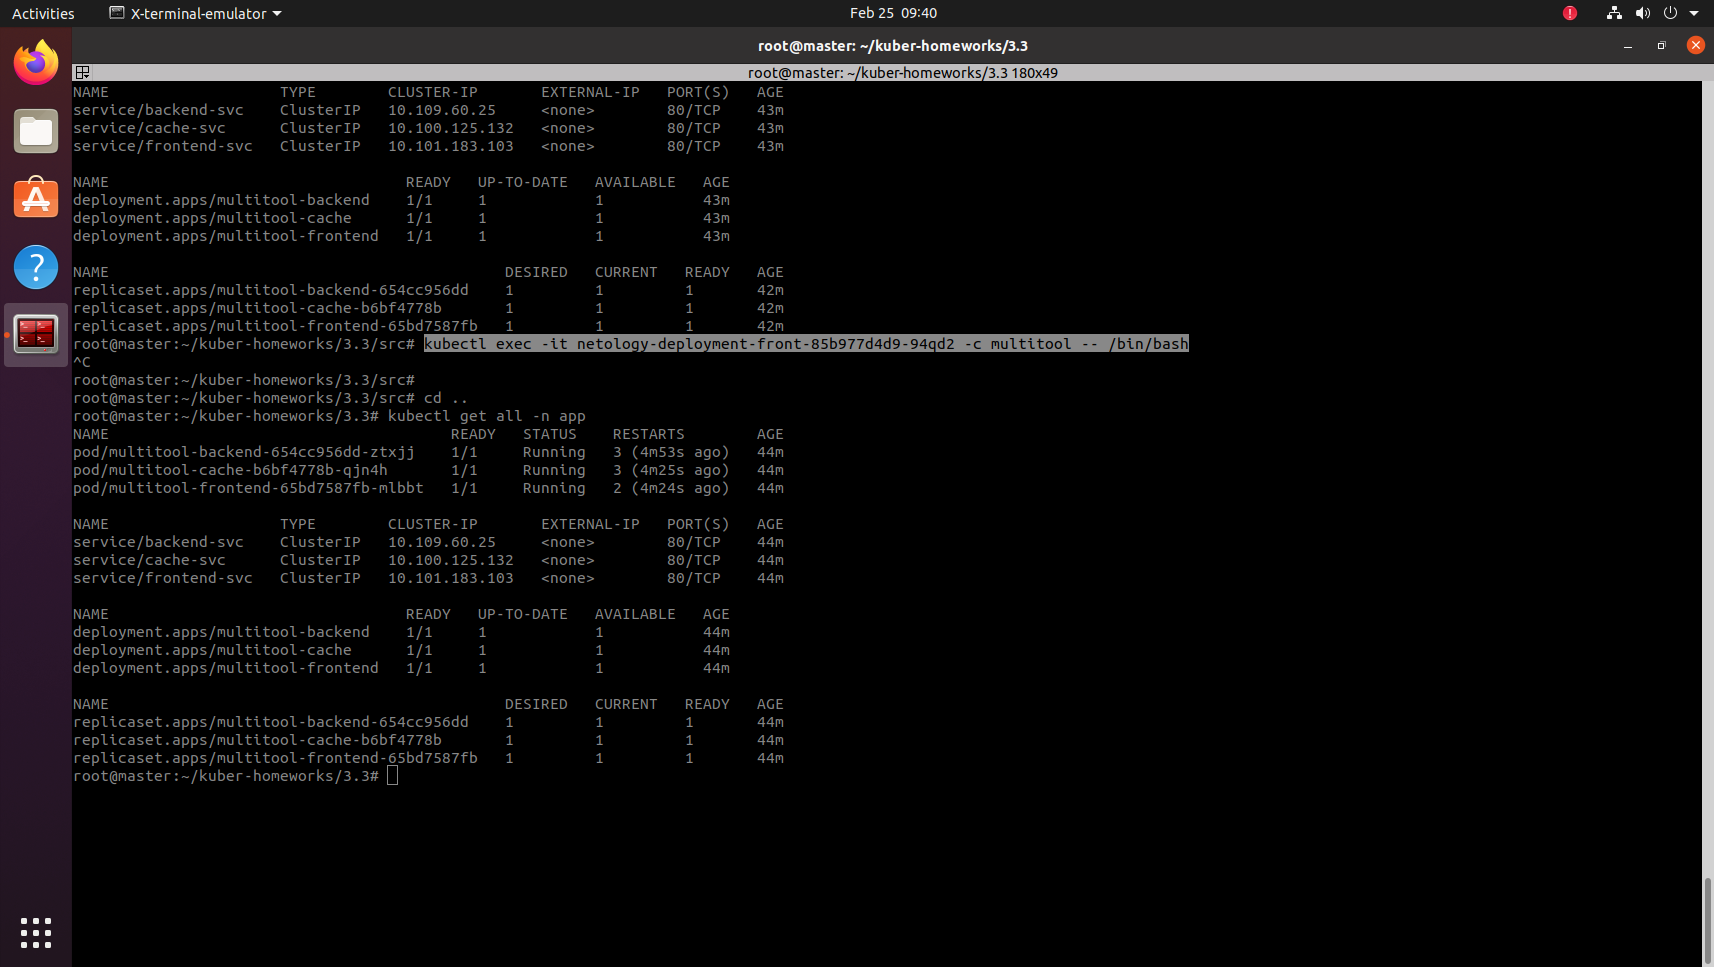 Activities X-terminal-emulator Feb 25 09:40
root@master: ~/kuber-homeworks/3.3
root@master: ~/kuber-homeworks/3.3 180x49
NAME TYPE CLUSTER-IP EXTERNAL-IP PORT(S) AGE
service/backend-svc ClusterIP 10.109.60.25 <none> 80/TCP 43m
service/cache-svc ClusterIP 10.100.125.132 <none> 80/TCP 43m
service/frontend-svc ClusterIP 10.101.183.103 <none> 80/TCP 43m
NAME READY UP-TO-DATE AVAILABLE AGE
deployment.apps/multitool-backend 1/1 1 1 43m
deployment.apps/multitool-cache 1/1 1 1 43m
deployment.apps/multitool-frontend 1/1 1 1 43m
NAME DESIRED CURRENT READY AGE
replicaset.apps/multitool-backend-654cc956dd 1 1 1 42m
replicaset.apps/multitool-cache-b6bf4778b 1 1 1 42m
replicaset.apps/multitool-frontend-65bd7587fb 1 1 1 42m
root@master:~/kuber-homeworks/3.3/src# kubectl exec -it netology-deployment-front-85b977d4d9-94qd2 -c multitool -- /bin/bash
^C
root@master:~/kuber-homeworks/3.3/src#
root@master:~/kuber-homeworks/3.3/src# cd ..
root@master:~/kuber-homeworks/3.3# kubectl get all -n app
NAME READY STATUS RESTARTS AGE
pod/multitool-backend-654cc956dd-ztxjj 1/1 Running 3 (4m53s ago) 44m
pod/multitool-cache-b6bf4778b-qjn4h 1/1 Running 3 (4m25s ago) 44m
pod/multitool-frontend-65bd7587fb-mlbbt 1/1 Running 2 (4m24s ago) 44m
NAME TYPE CLUSTER-IP EXTERNAL-IP PORT(S) AGE
service/backend-svc ClusterIP 10.109.60.25 <none> 80/TCP 44m
service/cache-svc ClusterIP 10.100.125.132 <none> 80/TCP 44m
service/frontend-svc ClusterIP 10.101.183.103 <none> 80/TCP 44m
NAME READY UP-TO-DATE AVAILABLE AGE
deployment.apps/multitool-backend 1/1 1 1 44m
deployment.apps/multitool-cache 1/1 1 1 44m
deployment.apps/multitool-frontend 1/1 1 1 44m
NAME DESIRED CURRENT READY AGE
replicaset.apps/multitool-backend-654cc956dd 1 1 1 44m
replicaset.apps/multitool-cache-b6bf4778b 1 1 1 44m
replicaset.apps/multitool-frontend-65bd7587fb 1 1 1 44m
root@master:~/kuber-homeworks/3.3#